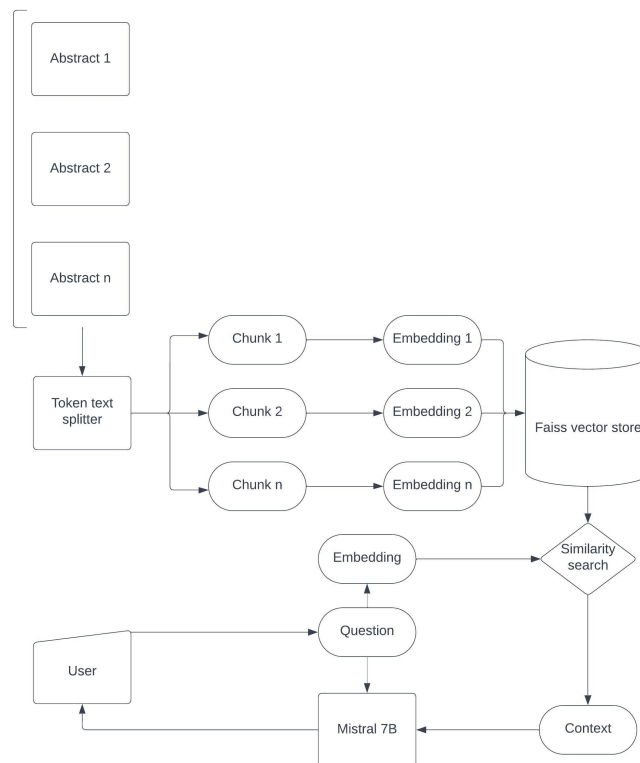 Abstract 1
Abstract 2
Abstract n
Token text
splitter
Chunk 1
Embedding 1
Chunk 2
Embedding 2
Faiss vector store
Chunk n
Embedding n
Embedding
Similarity
search
Question
User
Mistral 7B
Context